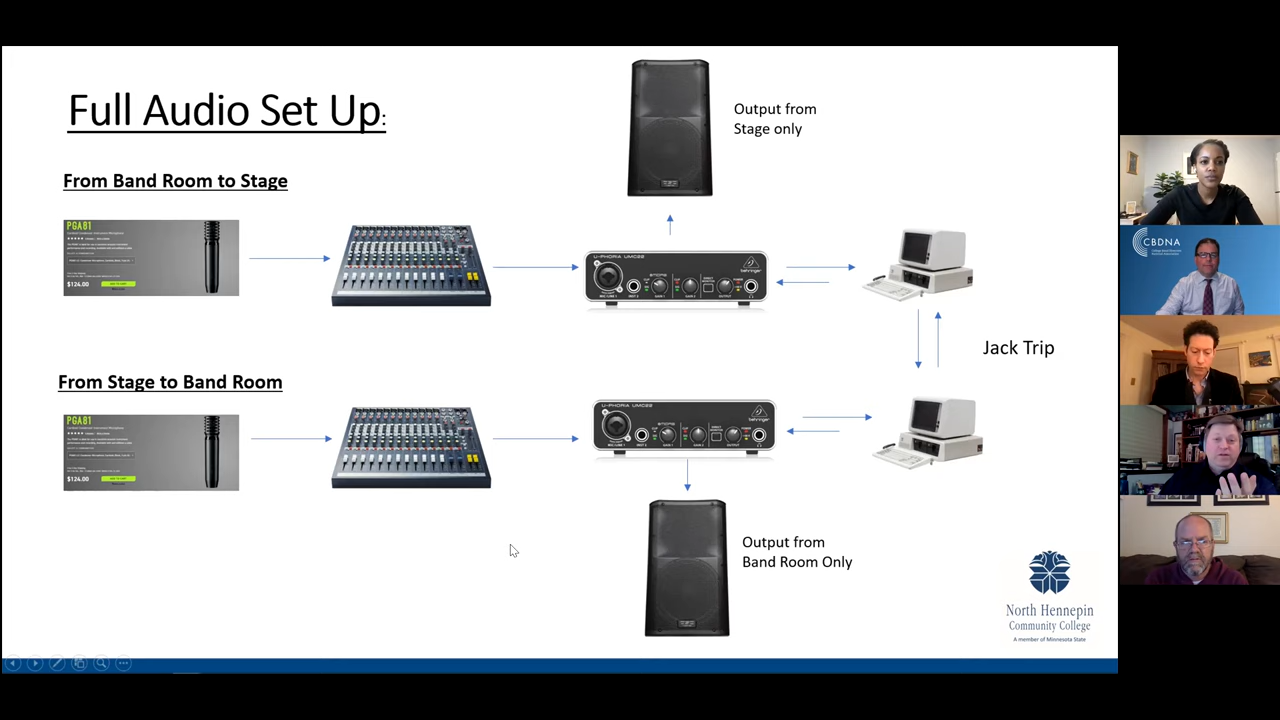 Full Audio Set Up:
From Band Room to Stage
PGA81
$124.00
U-PHORIA UMC22
behringer
Output from
Stage only
Jack Trip
From Stage to Band Room
PGA81
$124.00
U-PHORIA UMC22
behringer
Output from
Band Room Only
North Hennepin
Community College
A member of Minnesota State
CBDNA